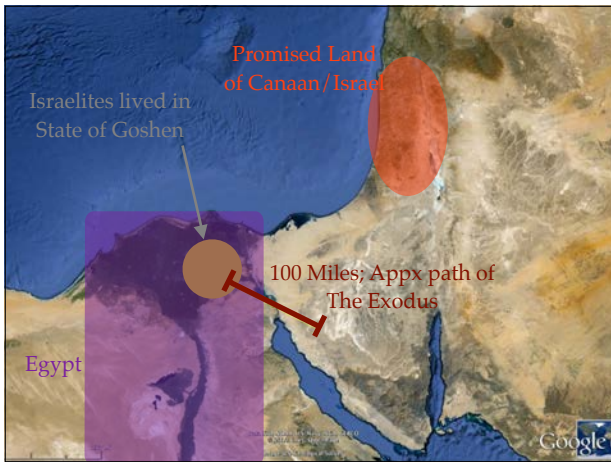 Promised Land
of Canaan/Israel
Israelites lived in
State of Goshen
100 Miles; Appx path of
The Exodus
Egypt
Google